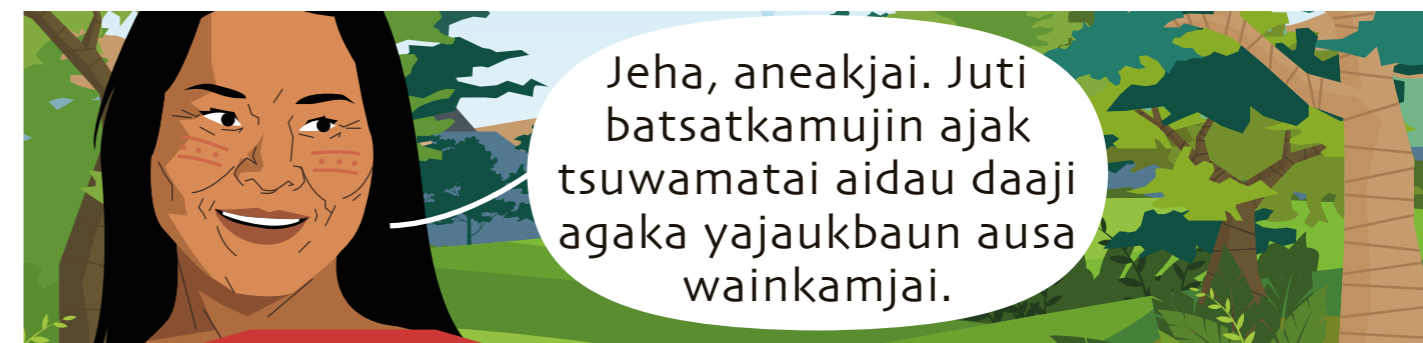 Jeha, aneakjai. Juti
batsatkamujin ajak
tsuwamatai aidau daaji
agaka yajaukbaun ausa
wainkamjai.